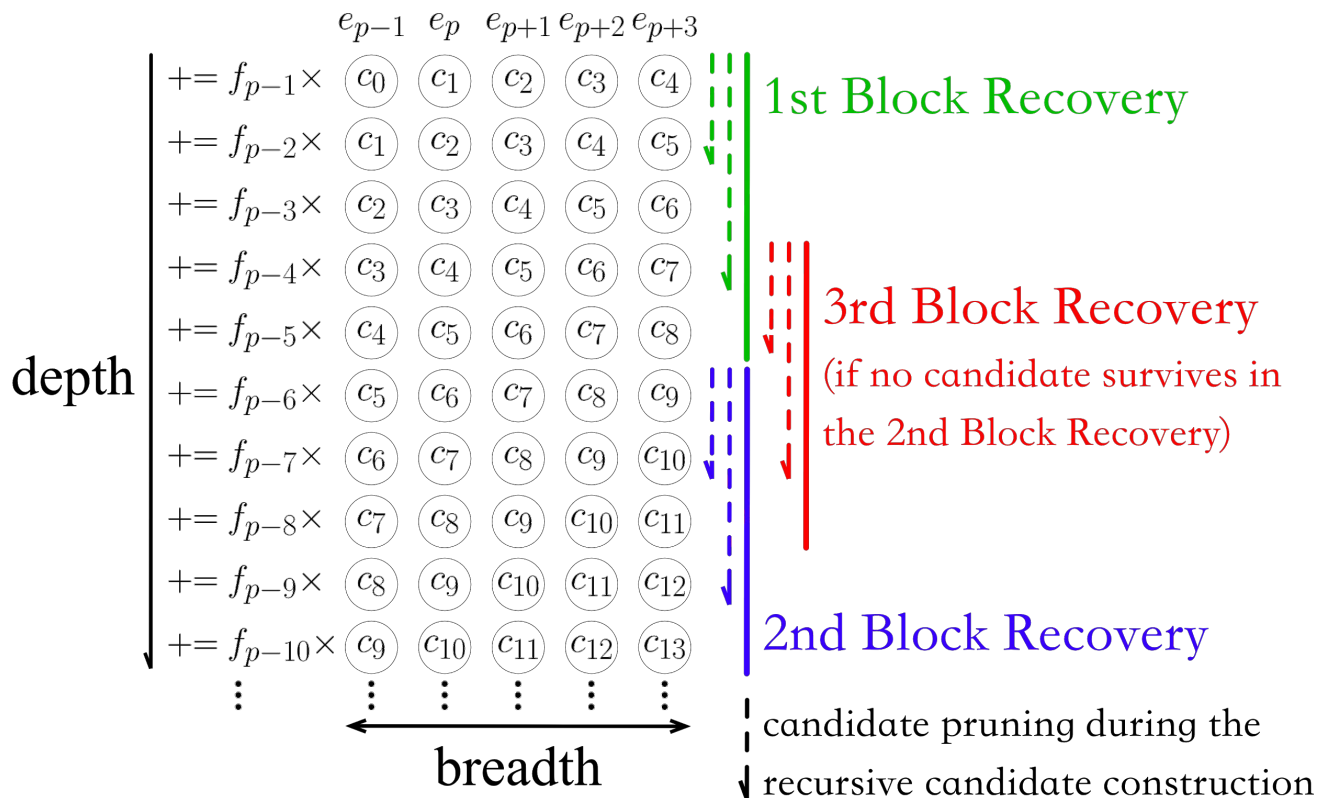 e_{p−1} e_p e_{p+1} e_{p+2} e_{p+3}
+= f_{p−1}× c_0 c_1 c_2 c_3 c_4
1st Block Recovery
+= f_{p−2}× c_1 c_2 c_3 c_4 c_5
+= f_{p−3}× c_2 c_3 c_4 c_5 c_6
+= f_{p−4}× c_3 c_4 c_5 c_6 c_7
3rd Block Recovery
+= f_{p−5}× c_4 c_5 c_6 c_7 c_8
depth
(if no candidate survives in
+= f_{p−6}× c_5 c_6 c_7 c_8 c_9
the 2nd Block Recovery)
+= f_{p−7}× c_6 c_7 c_8 c_9 c_{10}
+= f_{p−8}× c_7 c_8 c_9 c_{10} c_{11}
+= f_{p−9}× c_8 c_9 c_{10} c_{11} c_{12}
2nd Block Recovery
+= f_{p−10}× c_9 c_{10} c_{11} c_{12} c_{13}
⋮ ⋮ ⋮ ⋮ ⋮ ⋮
breadth
candidate pruning during the
recursive candidate construction